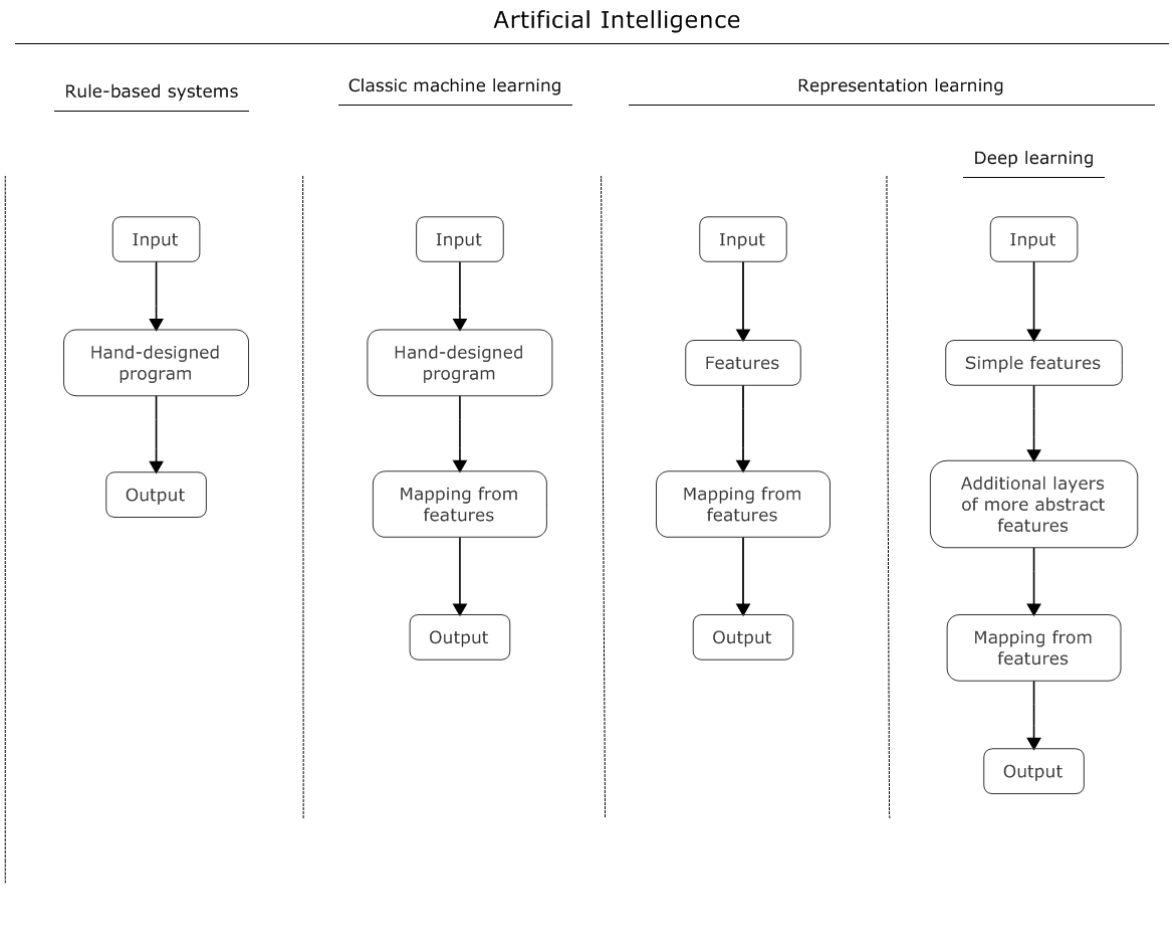 Artificial Intelligence
Rule-based systems
Classic machine learning
Representation learning
Deep learning
Input
Hand-designed
program
Output
Input
Hand-designed
program
Mapping from
features
Output
Input
Features
Mapping from
features
Output
Input
Simple features
Additional layers
of more abstract
features
Mapping from
features
Output